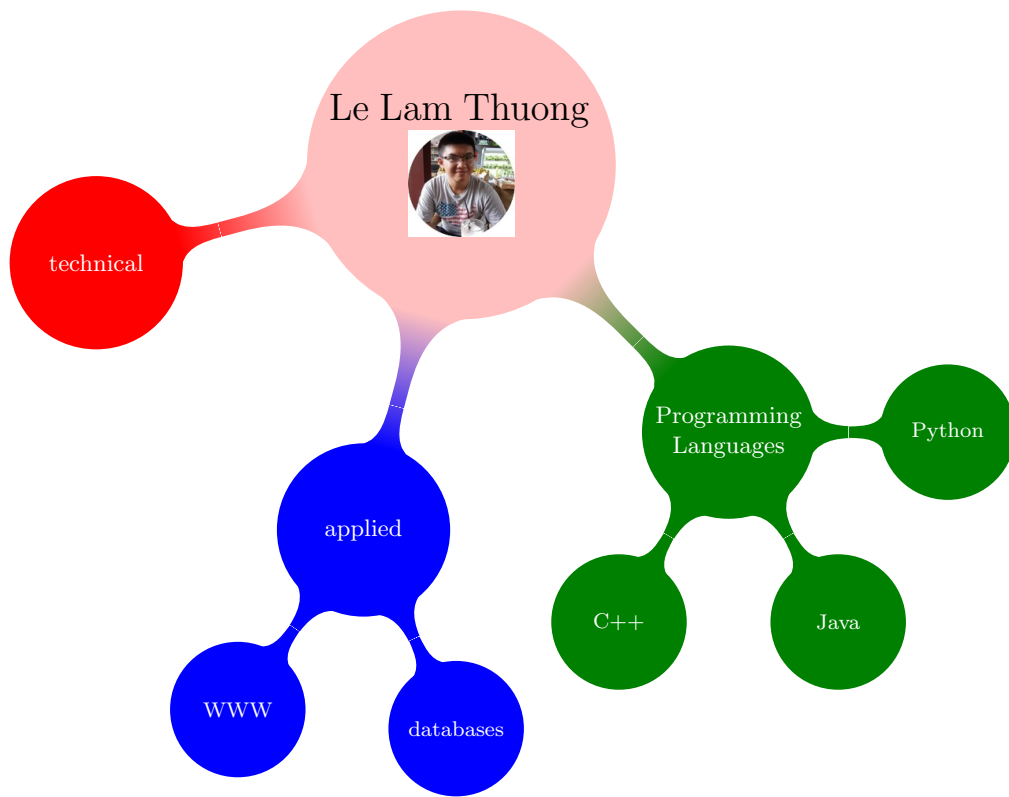 Le Lam Thuong
technical
Programming
Languages
Python
applied
C++
Java
WWW
databases